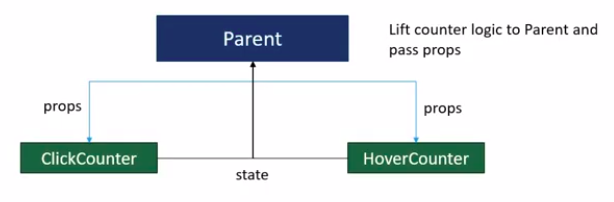 Parent
Lift counter logic to Parent and
pass props
props
props
ClickCounter
HoverCounter
state